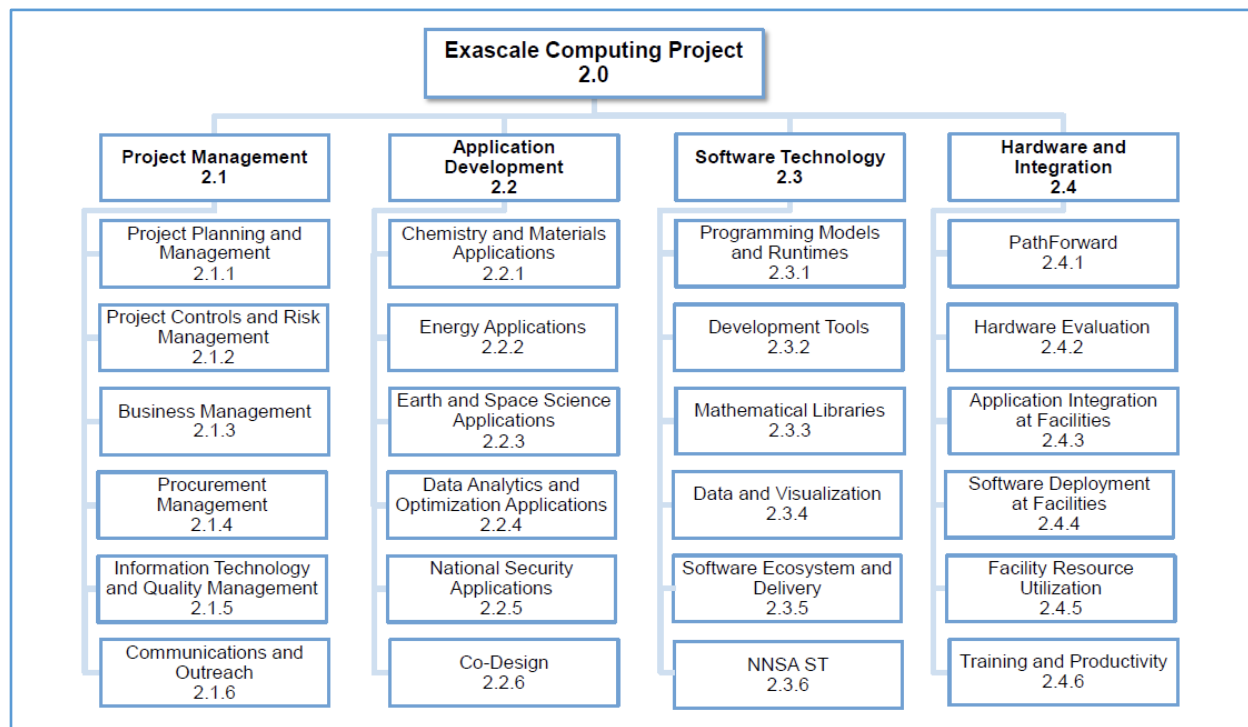 Exascale Computing Project
2.0
Project Management
2.1
Application
Development
2.2
Software Technology
2.3
Hardware and
Integration
2.4
Project Planning and
Management
2.1.1
Project Controls and Risk
Management
2.1.2
Business Management
2.1.3
Procurement
Management
2.1.4
Information Technology
and Quality Management
2.1.5
Communications and
Outreach
2.1.6
Chemistry and Materials
Applications
2.2.1
Energy Applications
2.2.2
Earth and Space Science
Applications
2.2.3
Data Analytics and
Optimization Applications
2.2.4
National Security
Applications
2.2.5
Co-Design
2.2.6
Programming Models
and Runtimes
2.3.1
Development Tools
2.3.2
Mathematical Libraries
2.3.3
Data and Visualization
2.3.4
Software Ecosystem and
Delivery
2.3.5
NNSA ST
2.3.6
PathForward
2.4.1
Hardware Evaluation
2.4.2
Application Integration
at Facilities
2.4.3
Software Deployment
at Facilities
2.4.4
Facility Resource
Utilization
2.4.5
Training and Productivity
2.4.6